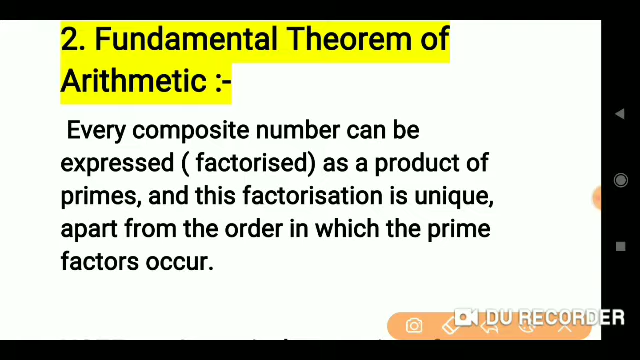 2. Fundamental Theorem of
Arithmetic :-
Every composite number can be
expressed ( factorised) as a product of
primes, and this factorisation is unique,
apart from the order in which the prime
factors occur.
DU RECORDER